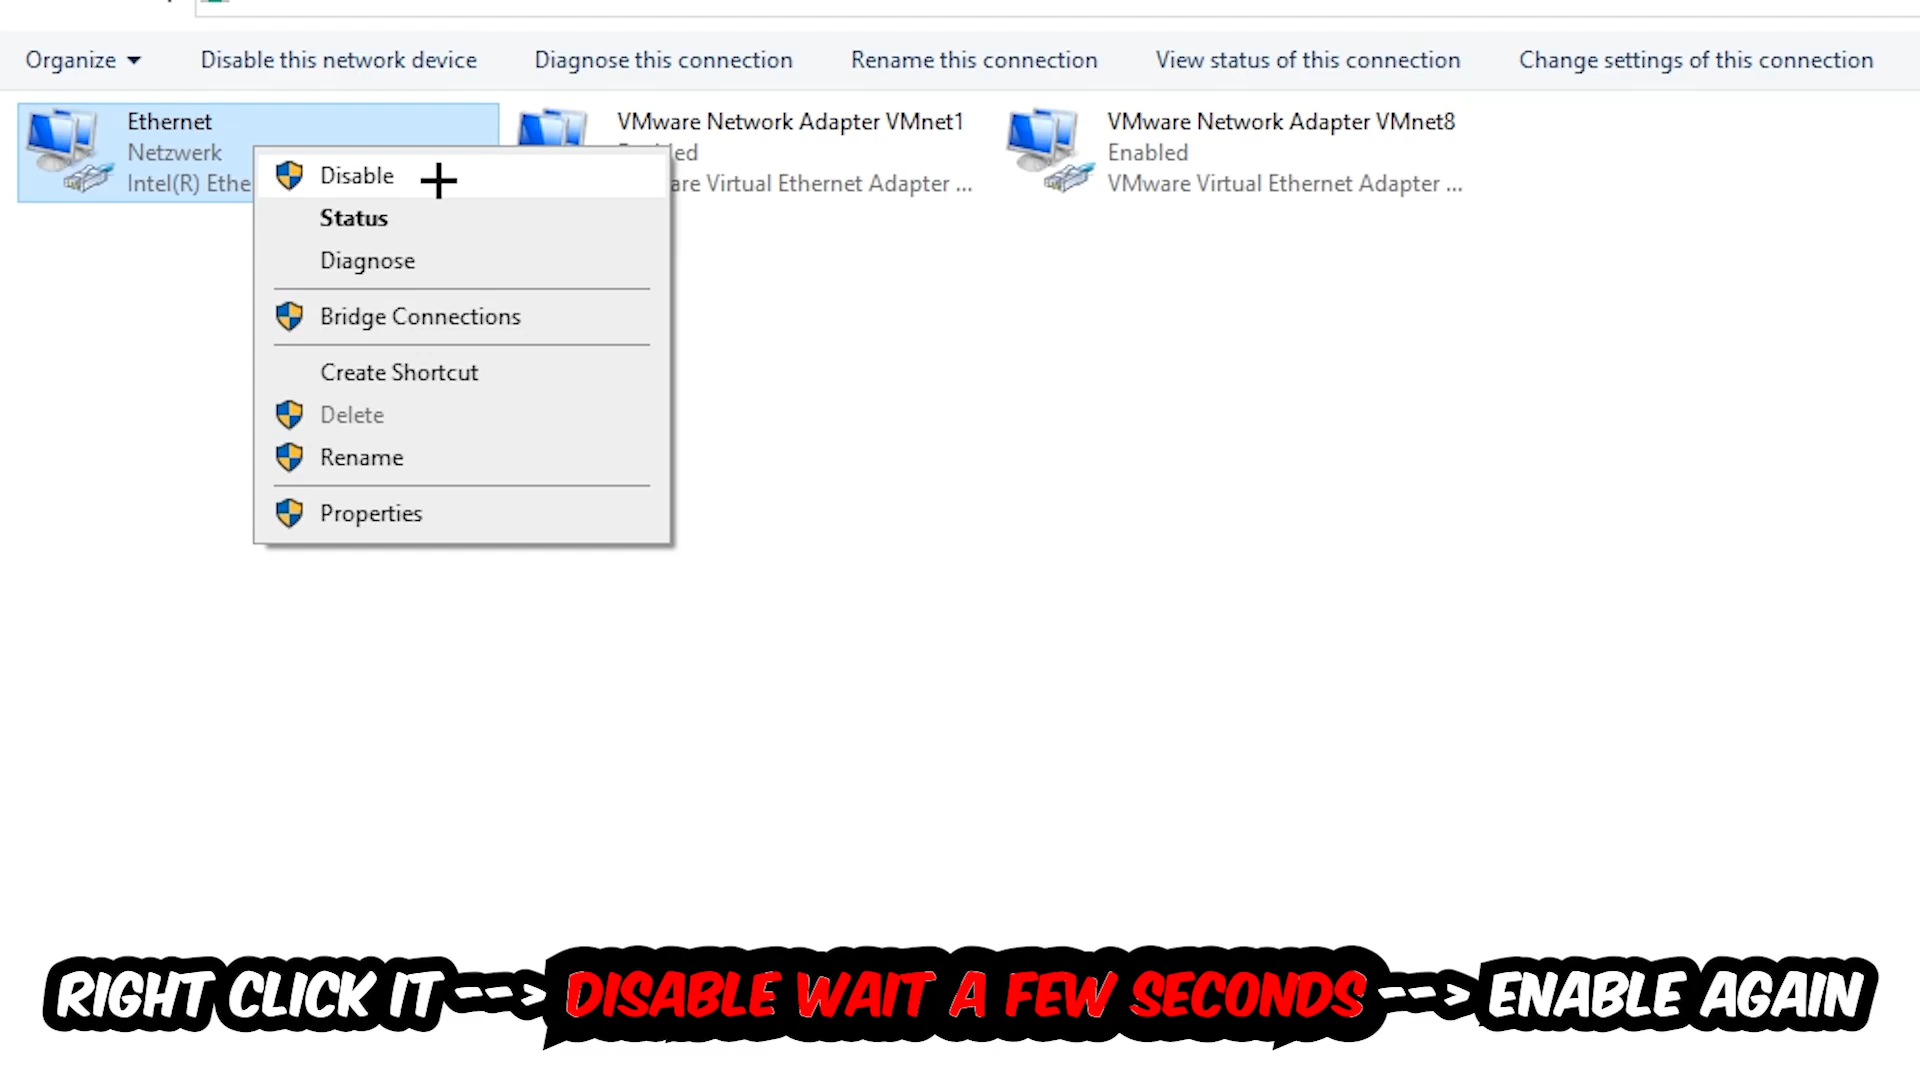 Organize Disable this network device Diagnose this connection Rename this connection View status of this connection Change settings of this connection
Ethernet
Netzwerk
Intel(R) Ethe
VMware Network Adapter VMnet1
are Virtual Ethernet Adapter ...
VMware Network Adapter VMnet8
Enabled
VMware Virtual Ethernet Adapter ...
Disable
Status
Diagnose
Bridge Connections
Create Shortcut
Delete
Rename
Properties
RIGHT CLICK IT --> DISABLE WAIT A FEW SECONDS --> ENABLE AGAIN